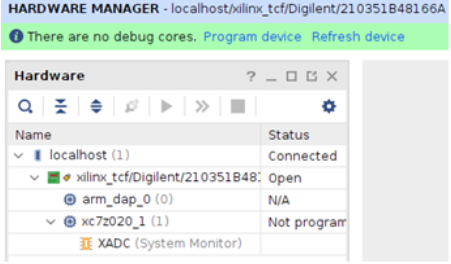 HARDWARE MANAGER - localhost/xilinx_tcf/Digilent/210351B48166A
There are no debug cores. Program device Refresh device
Hardware
Name Status
localhost (1) Connected
xilinx_tcf/Digilent/210351B48 Open
arm_dap_0 (0) N/A
xc7z020_1 (1) Not program
XADC (System Monitor)